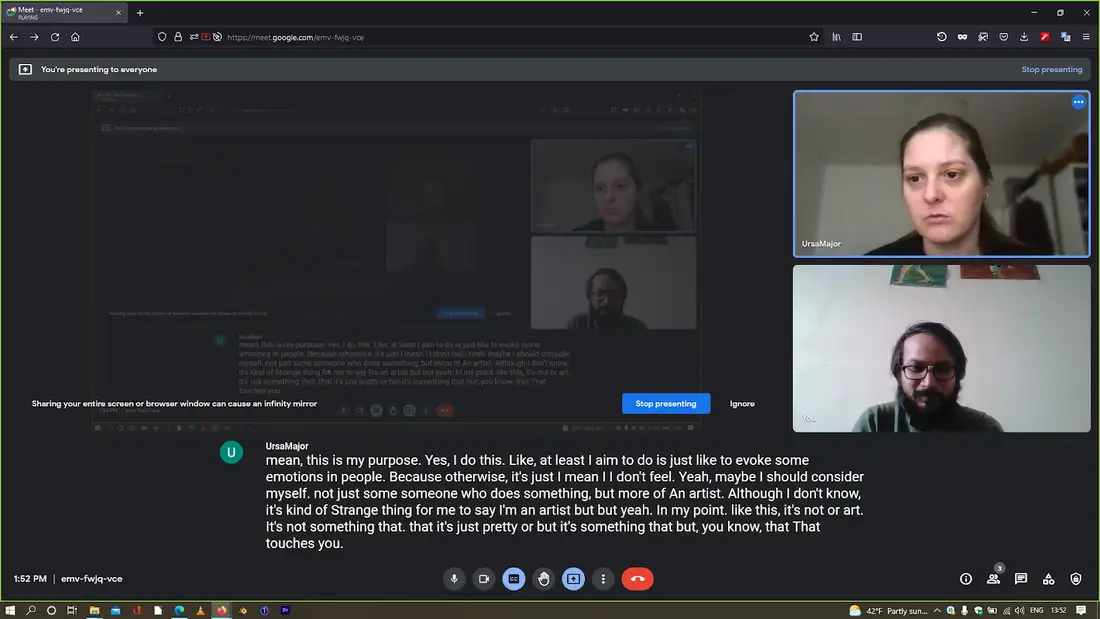 Meet - emv-fwjq-vce
PLAYING
https://meet.google.com/emv-fwjq-vce
You're presenting to everyone
Stop presenting
UrsaMajor
You
Sharing your entire screen or browser window can cause an infinity mirror
Stop presenting
Ignore
U
UrsaMajor
mean, this is my purpose. Yes, I do this. Like, at least I aim to do is just like to evoke some
emotions in people. Because otherwise, it's just I mean I I don't feel. Yeah, maybe I should consider
myself. not just some someone who does something, but more of An artist. Although I don't know,
it's kind of Strange thing for me to say I'm an artist but but yeah. In my point. like this, it's not or art.
It's not something that. that it's just pretty or but it's something that but, you know, that That
touches you.
1:52 PM | emv-fwjq-vce
CC
3
42°F Partly sun...
ENG
13:52